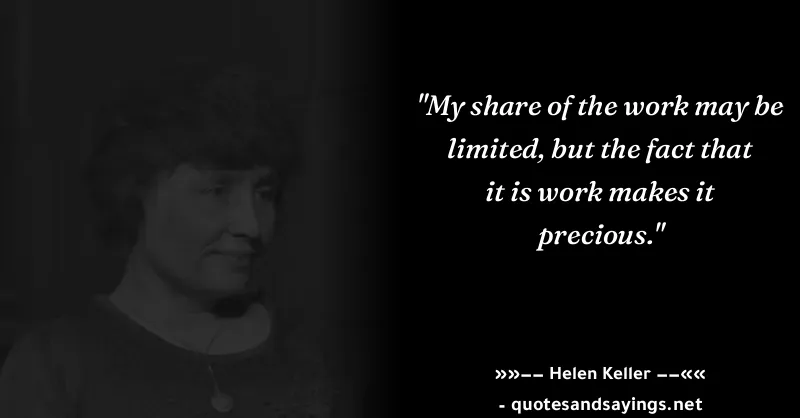 "My share of the work may be
limited, but the fact that
it is work makes it
precious."
»»−− Helen Keller −−««
- quotesandsayings.net